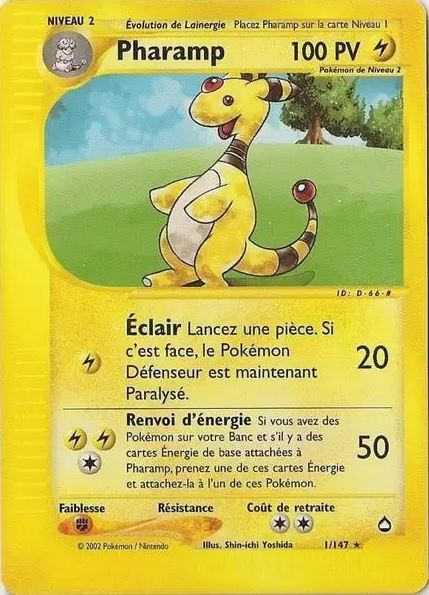 NIVEAU 2
Évolution de Lainergie Placez Pharamp sur la carte Niveau 1
Pharamp 100 PV
Pokémon de Niveau 2
ID: D-66-#
Éclair Lancez une pièce. Si
c'est face, le Pokémon
Défenseur est maintenant
Paralysé.
20
Renvoi d'énergie Si vous avez des
Pokémon sur votre Banc et s'il y a des
cartes Énergie de base attachées à
Pharamp, prenez une de ces cartes Énergie
et attachez-la à l'un de ces Pokémon.
50
Faiblesse Résistance Coût de retraite
© 2002 Pokémon / Nintendo Illus. Shin-ichi Yoshida 1/147 ★